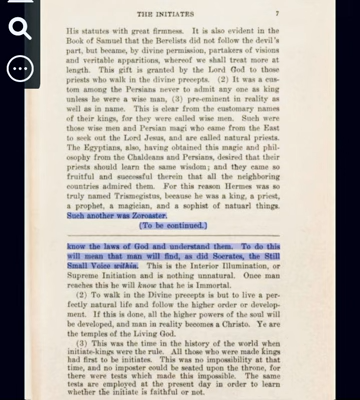 THE INITIATES 7
His statutes with great firmness. It is also evident in the
Book of Samuel that the Berelists did not follow the devil's
part, but became, by divine permission, partakers of visions
and veritable apparitions, whereof we shall treat more at
length. This gift is granted by the Lord God to those
priests who walk in the divine precepts. (2) It was a cus-
tom among the Persians never to admit any one as king
unless he were a wise man, (3) pre-eminent in reality as
well as in name. This is clear from the customary names
of their kings, for they were called wise men. Such were
those wise men and Persian magi who came from the East
to seek out the Lord Jesus, and are called natural priests.
The Egyptians, also, having obtained this magic and phil-
osophy from the Chaldeans and Persians, desired that their
priests should learn the same wisdom; and they came so
fruitful and successful therein that all the neighboring
countries admired them. For this reason Hermes was so
truly named Trismegistus, because he was a king, a priest,
a prophet, a magician, and a sophist of natuarl things.
Such another was Zoroaster.
(To be continued.)
know the laws of God and understand them. To do this
will mean that man will find, as did Socrates, the Still
Small Voice within. This is the Interior Illumination, or
Supreme Initiation and is nothing unnatural. Once man
reaches this he will know that he is Immortal.
(2) To walk in the Divine precepts is but to live a per-
fectly natural life and follow the higher order or develop-
ment. If this is done, all the higher powers of the soul will
be developed, and man in reality becomes a Christo. Ye are
the temples of the Living God.
(3) This was the time in the history of the world when
initiate-kings were the rule. All those who were made kings
had first to be initiates. This was no impossibility at that
time, and no imposter could be seated upon the throne, for
there were tests which made this impossible. The same
tests are employed at the present day in order to learn
whether the initiate is faithful or not.